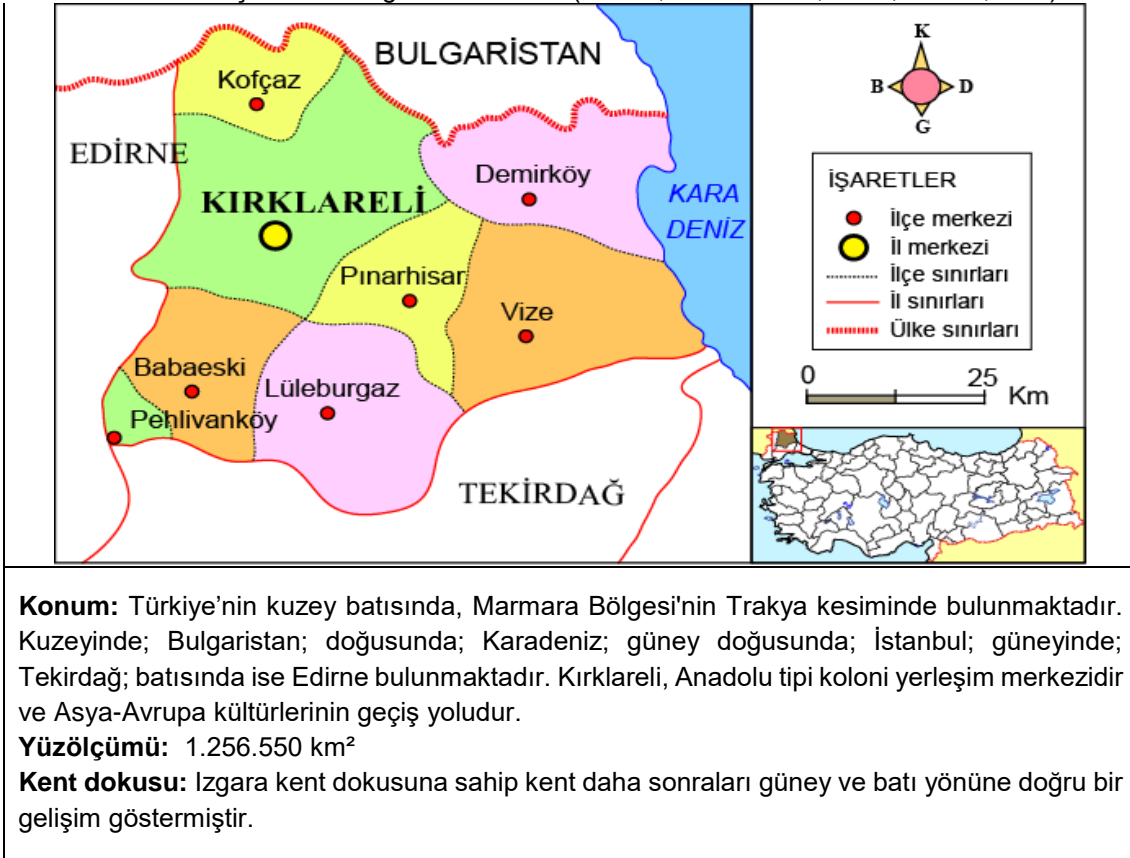 BULGARİSTAN
K
Kofçaz
B D
G
EDİRNE
Demirköy
İŞARETLER
KARA
DENİZ
KIRKLARELİ
İlçe merkezi
İl merkezi
Pınarhisar
İlçe sınırları
Vize
İl sınırları
Ülke sınırları
Babaeski
Lüleburgaz
0 25
Km
Pehlivanköy
TEKİRDAĞ
Konum: Türkiye’nin kuzey batısında, Marmara Bölgesi'nin Trakya kesiminde bulunmaktadır.
Kuzeyinde; Bulgaristan; doğusunda; Karadeniz; güney doğusunda; İstanbul; güneyinde;
Tekirdağ; batısında ise Edirne bulunmaktadır. Kırklareli, Anadolu tipi koloni yerleşim merkezidir
ve Asya-Avrupa kültürlerinin geçiş yoludur.
Yüzölçümü: 1.256.550 km²
Kent dokusu: Izgara kent dokusuna sahip kent daha sonraları güney ve batı yönüne doğru bir
gelişim göstermiştir.